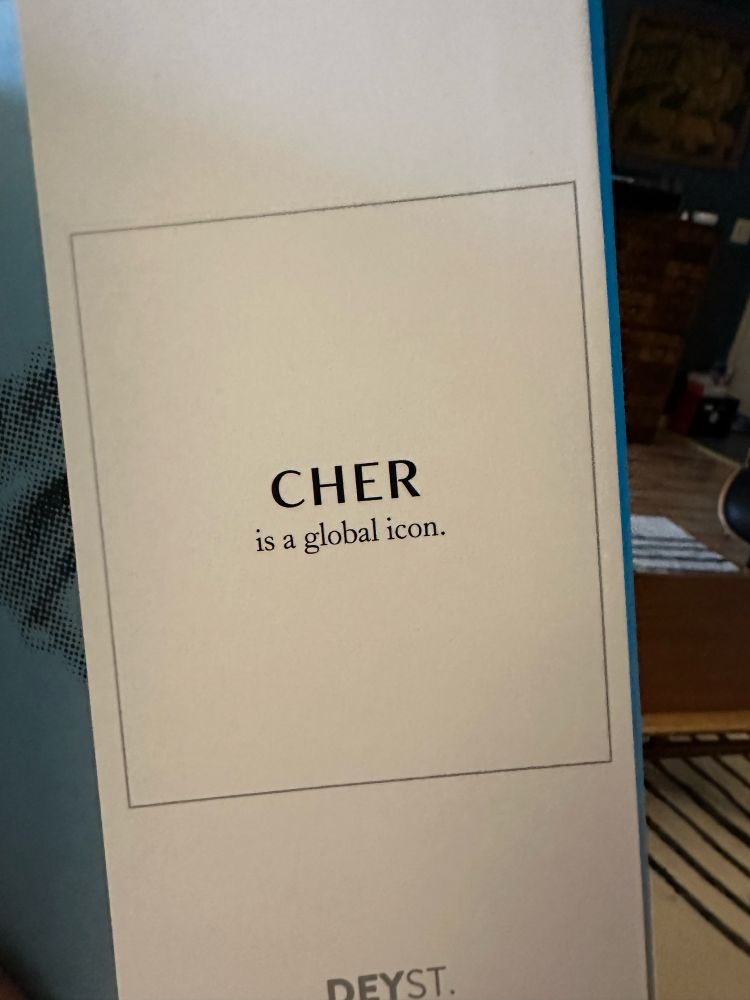 CHER
is a global icon.
DEYST.